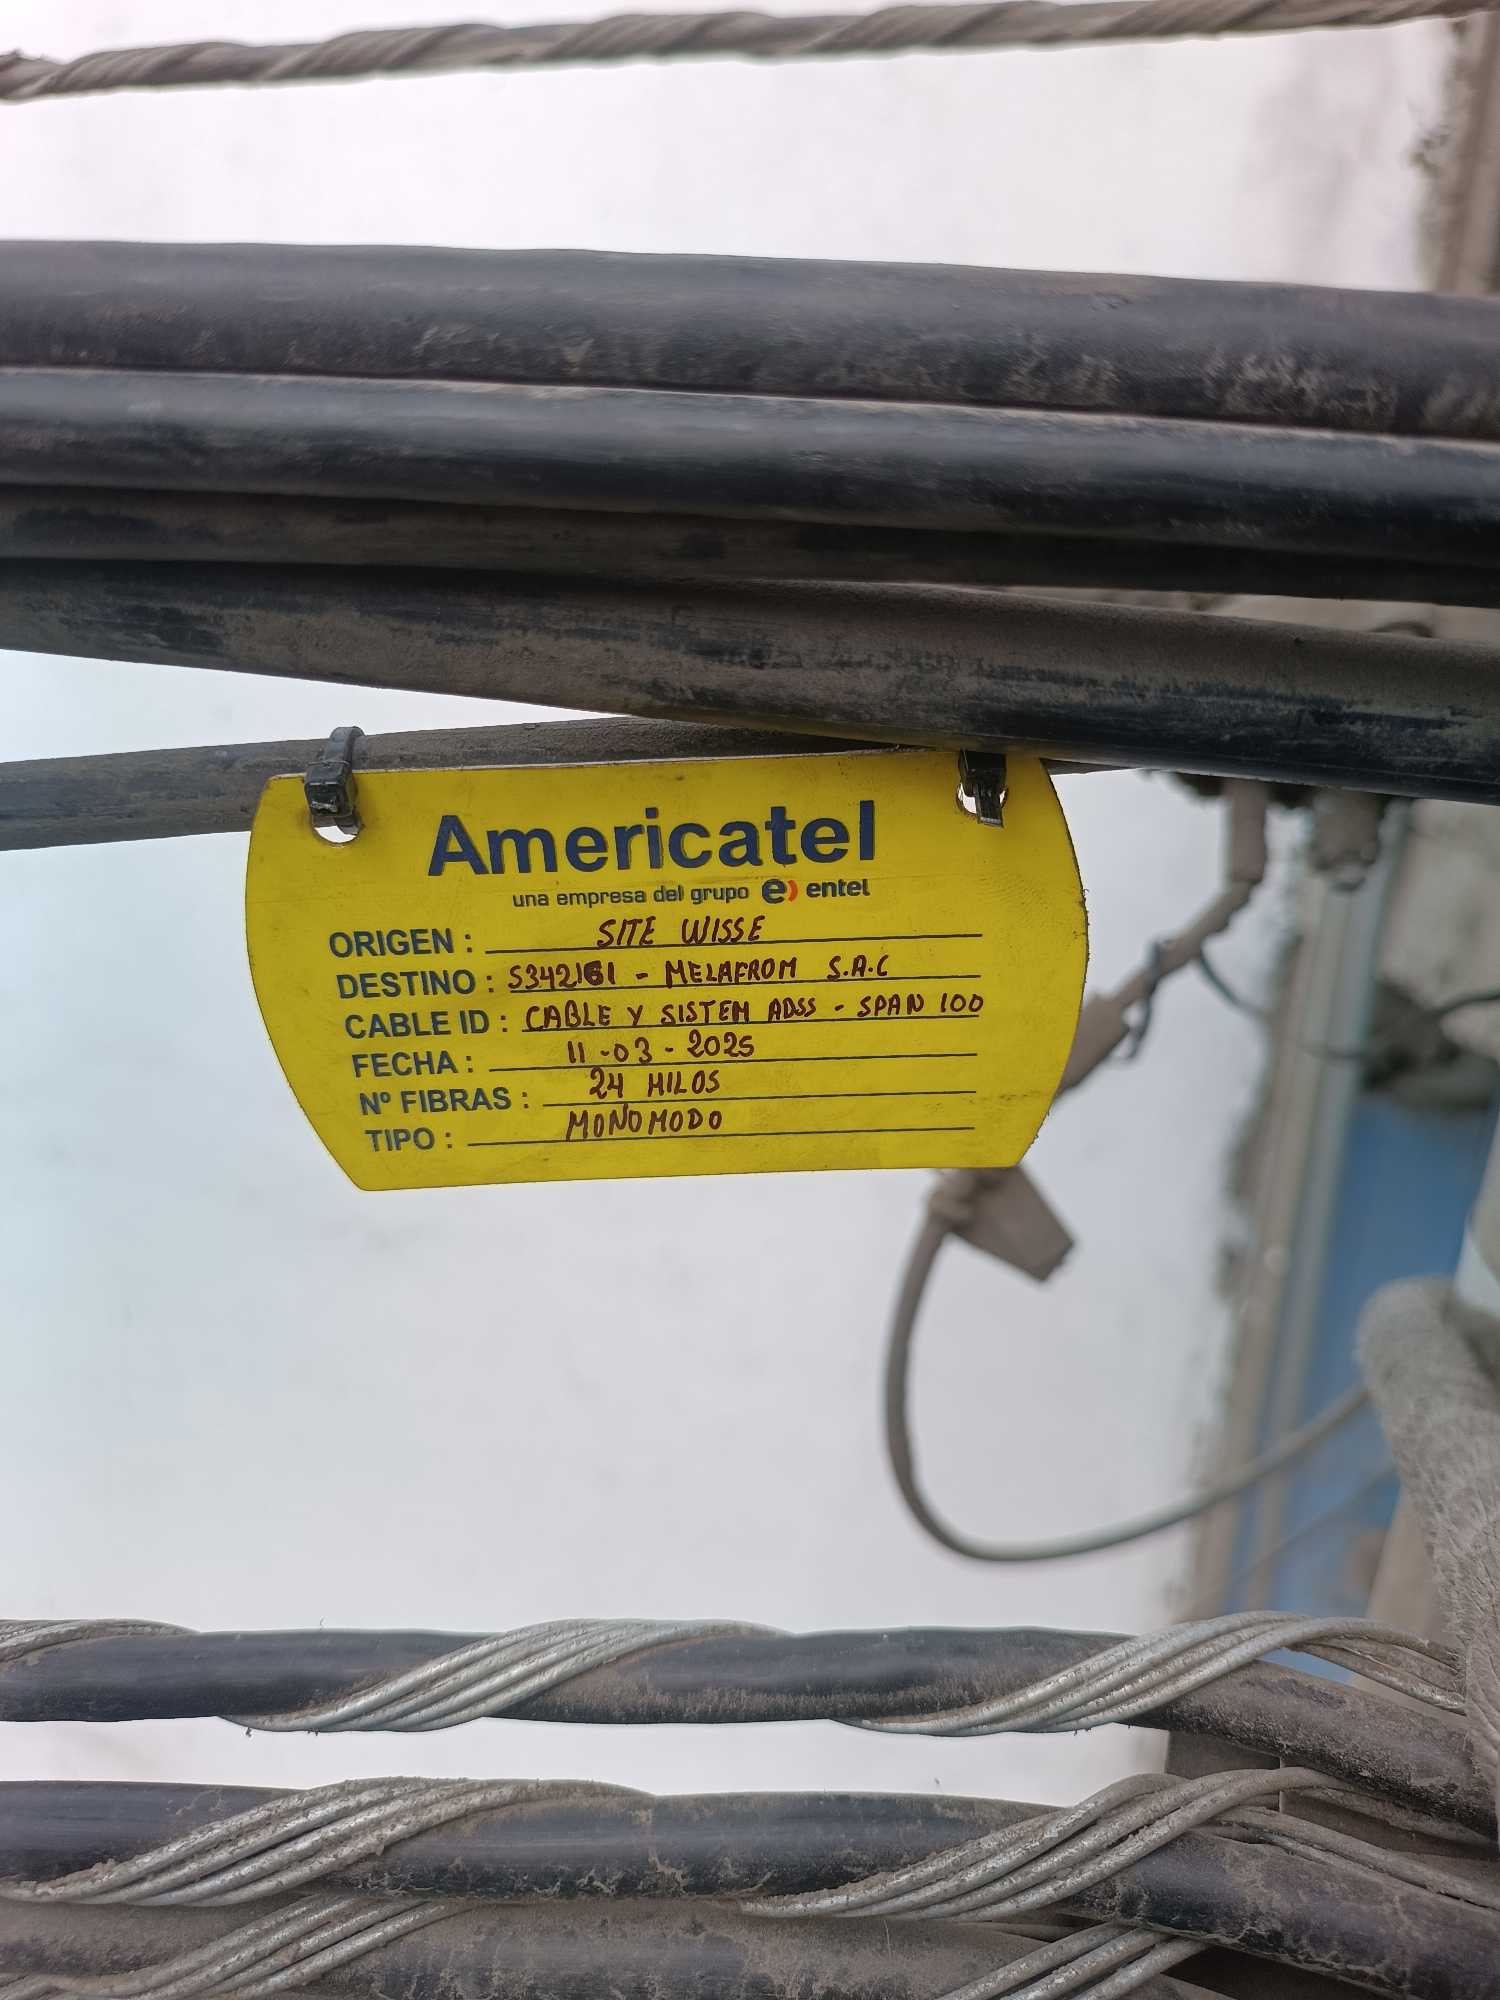 Americatel
una empresa del grupo e) entel
ORIGEN : SITE WISSE
DESTINO : S342161 - MELAFROM S.A.C
CABLE ID : CABLE Y SISTEM ADSS - SPAN 100
FECHA : 11-03-2025
Nº FIBRAS : 24 HILOS
TIPO : MONOMODO